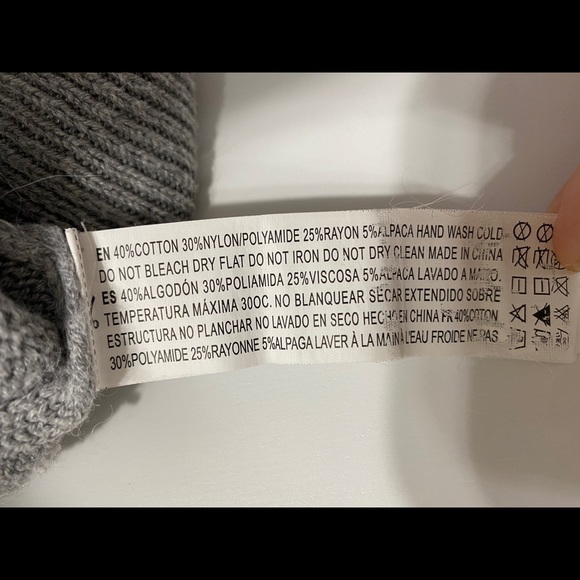 EN 40%COTTON 30%NYLON/POLYAMIDE 25%RAYON 5%ALPACA HAND WASH COLD
DO NOT BLEACH DRY FLAT DO NOT IRON DO NOT DRY CLEAN MADE IN CHINA
ES 40%ALGODÓN 30%POLIAMIDA 25%VISCOSA 5%ALPACA LAVADO A MANO.
TEMPERATURA MÁXIMA 30OC. NO BLANQUEAR SECAR EXTENDIDO SOBRE
ESTRUCTURA NO PLANCHAR NO LAVADO EN SECO HECHO EN CHINA FR 40%COTON
30%POLYAMIDE 25%RAYONNE 5%ALPAGA LAVER À LA MAIN À L'EAU FROIDE NE PAS